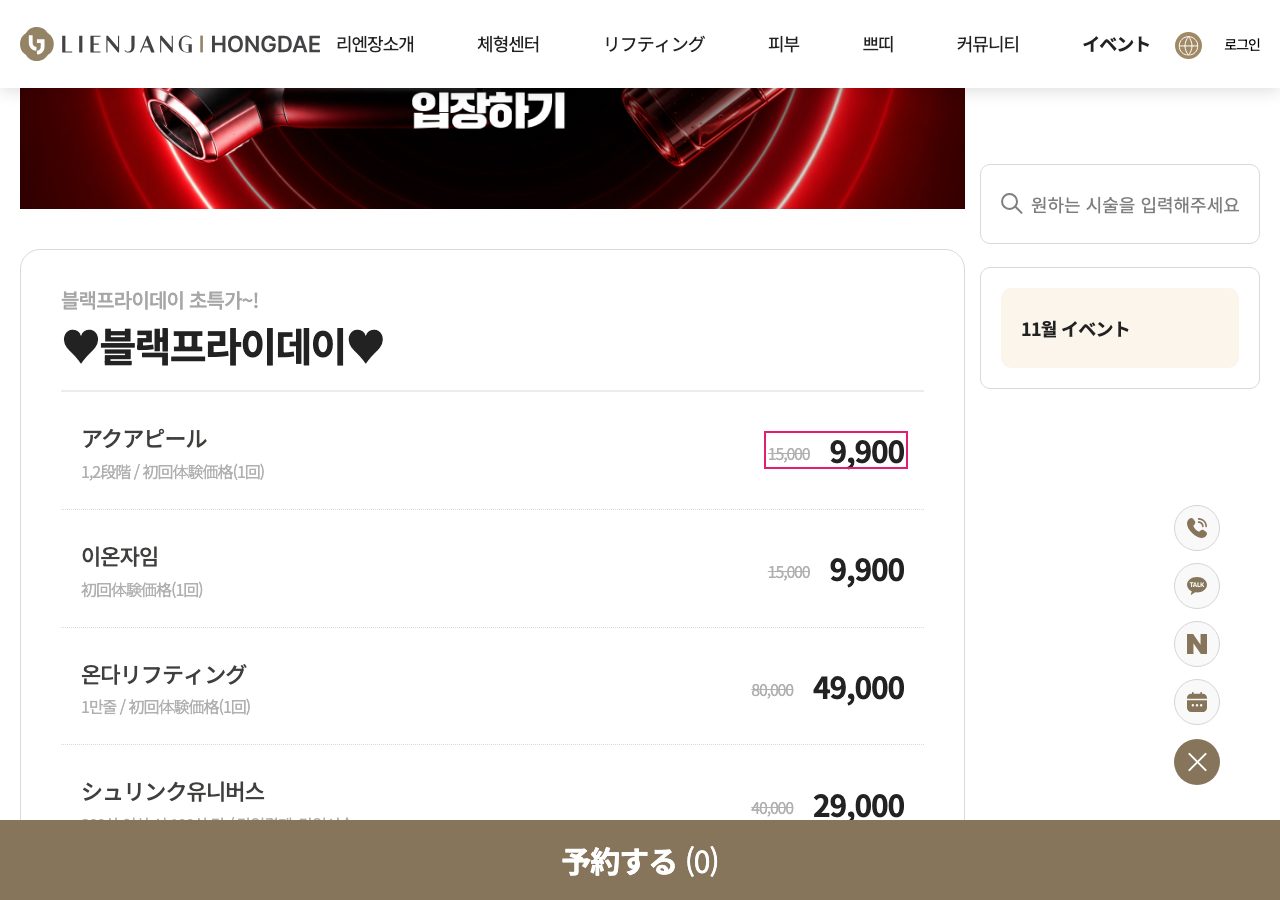 LIENJANG HONGDAE 리엔장소개 체형센터 リフティング 피부 쁘띠 커뮤니티 イベント 로그인
입장하기
원하는 시술을 입력해주세요
11월 イベント
블랙프라이데이 초특가~!
♥블랙프라이데이♥
アクアピール
1,2段階 / 初回体験価格(1回)
15,000 9,900
이온자임
初回体験価格(1回)
15,000 9,900
온다リフティング
1만줄 / 初回体験価格(1回)
80,000 49,000
シュリンク유니버스
40,000 29,000
TALK
N
予約する (0)